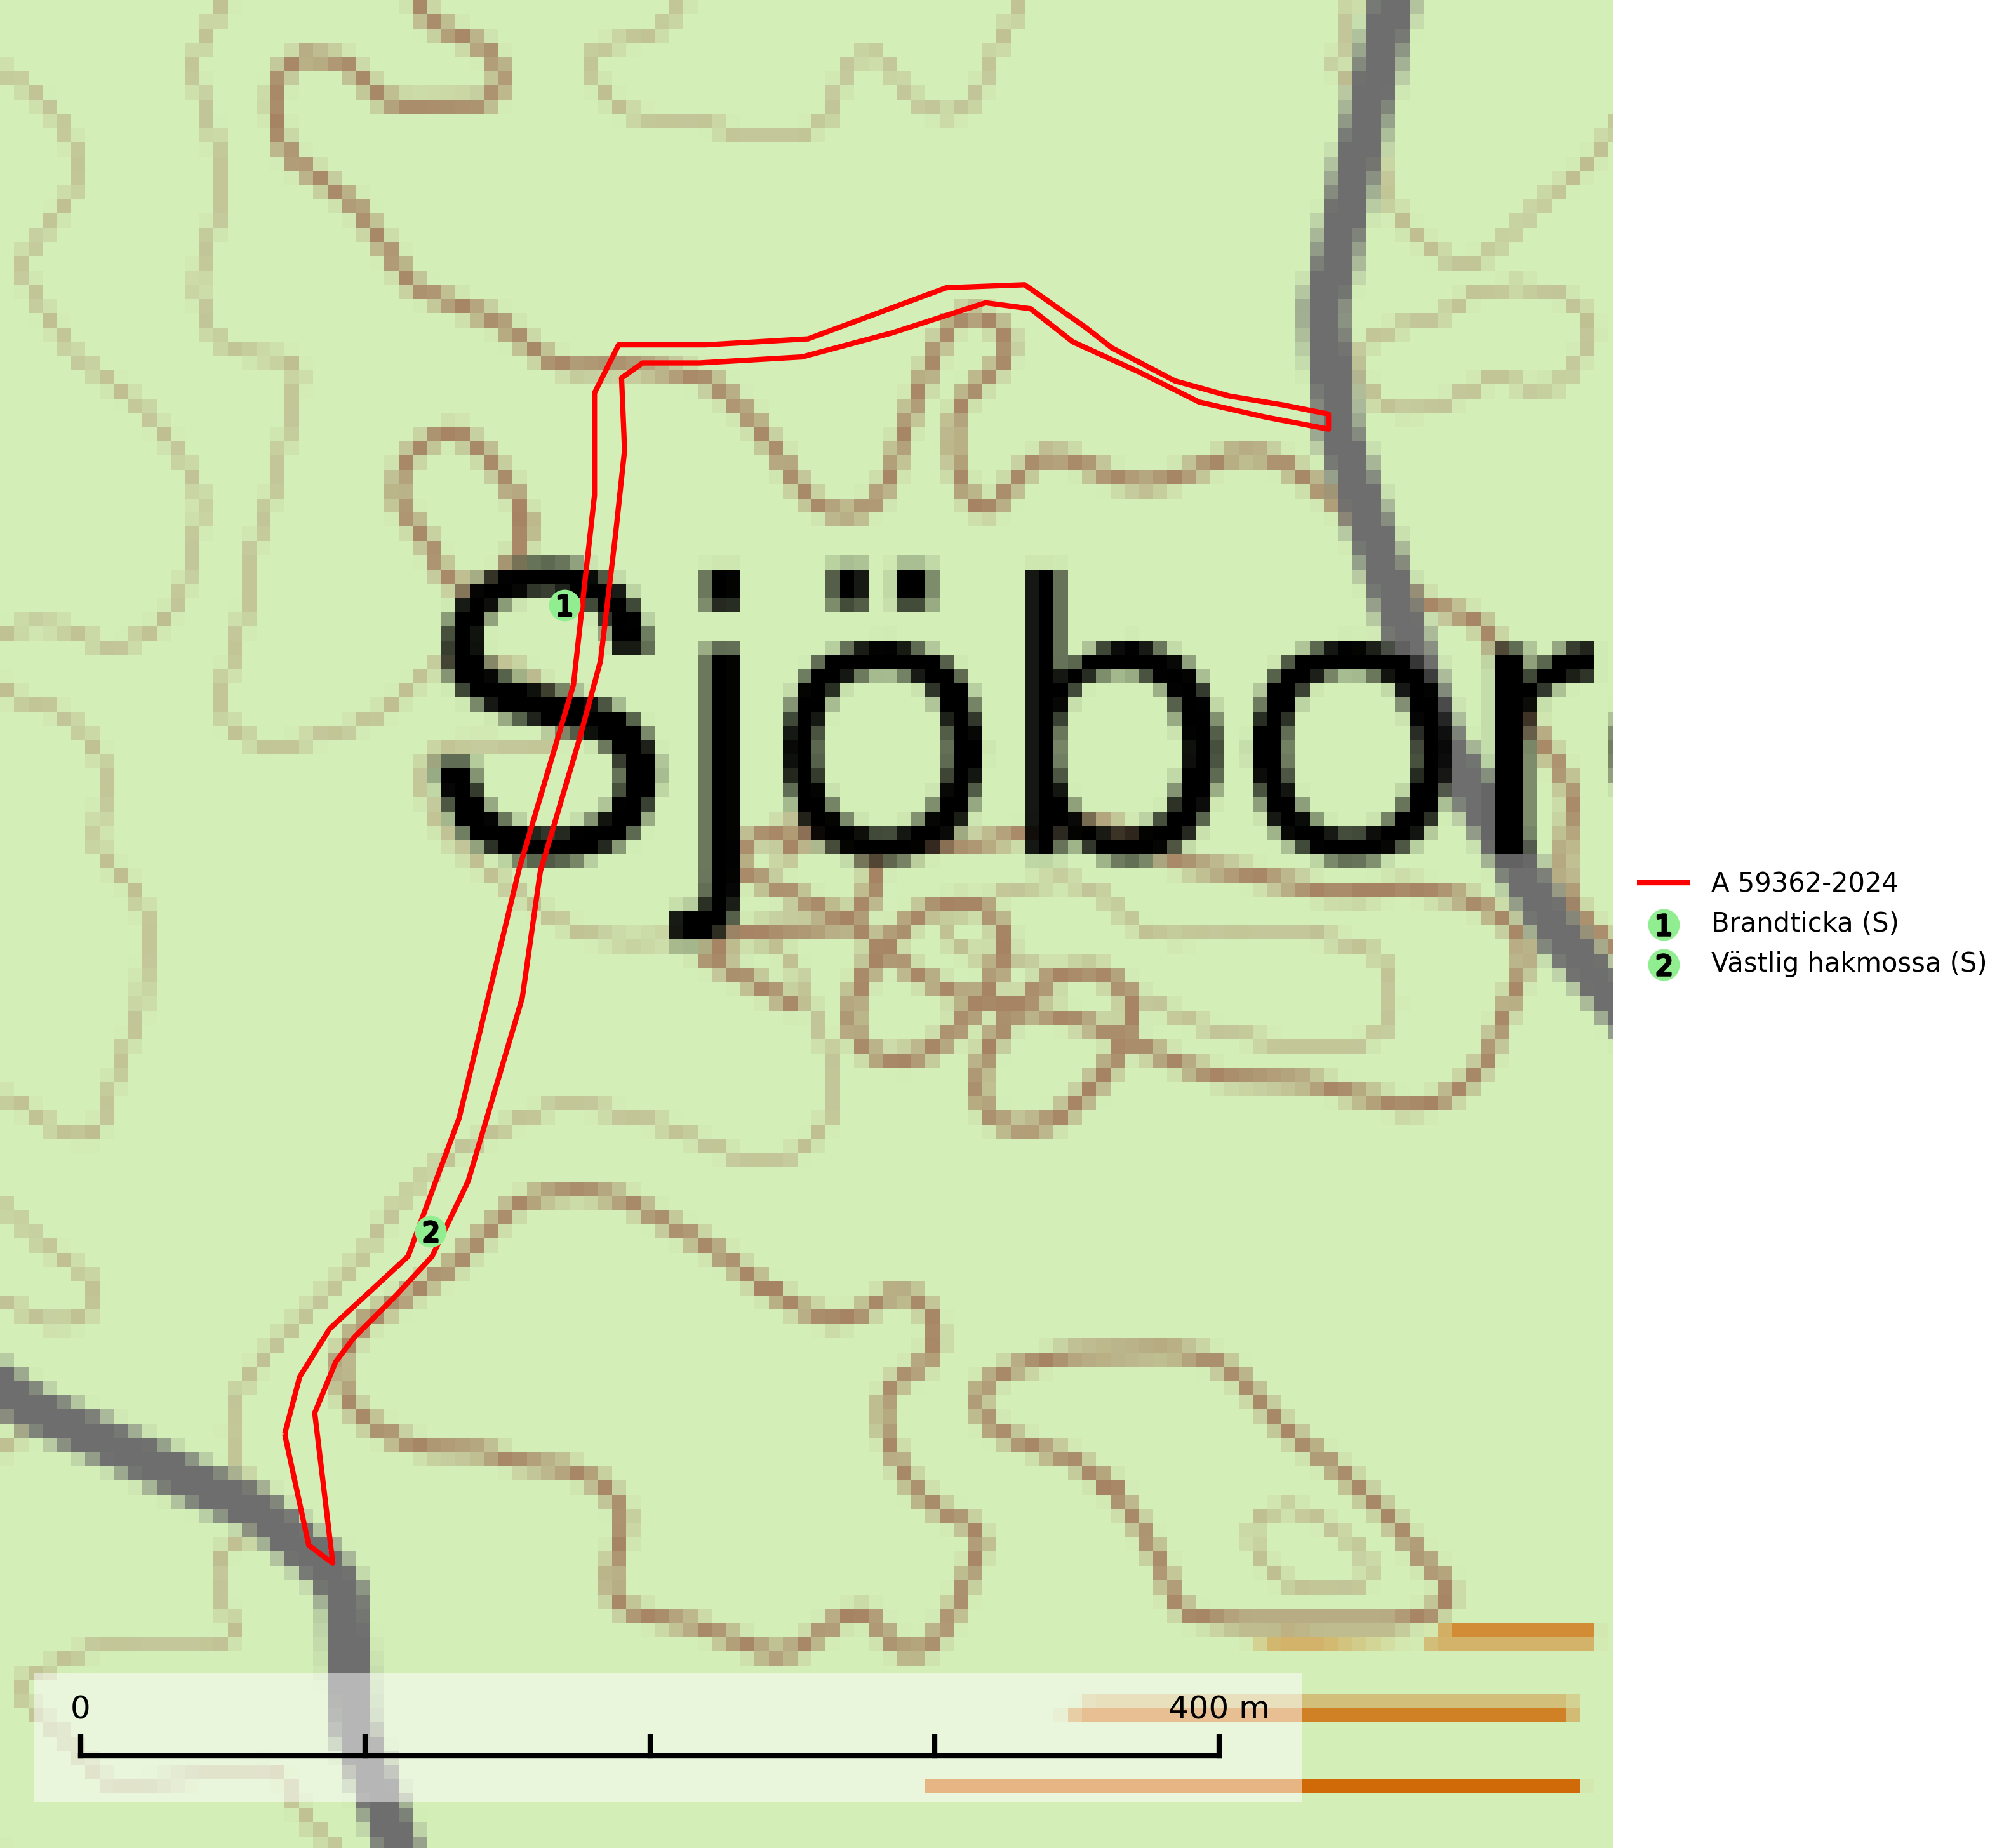 1
Sjöbor
2
0
400 m
A 59362-2024
1 Brandticka (S)
2 Västlig hakmossa (S)